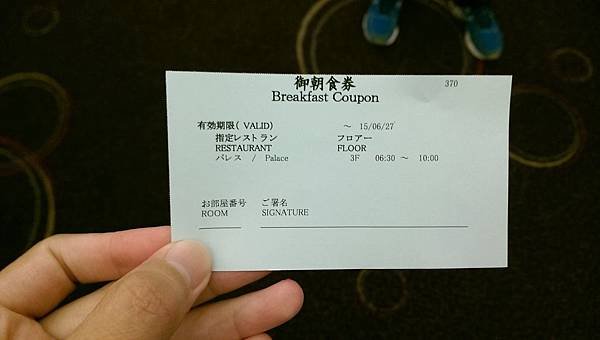 御朝食券 370
Breakfast Coupon
有効期限( VALID) ～ 15/06/27
指定レストラン フロアー
RESTAURANT FLOOR
パレス / Palace 3F 06:30 ～ 10:00
お部屋番号 ご署名
ROOM SIGNATURE